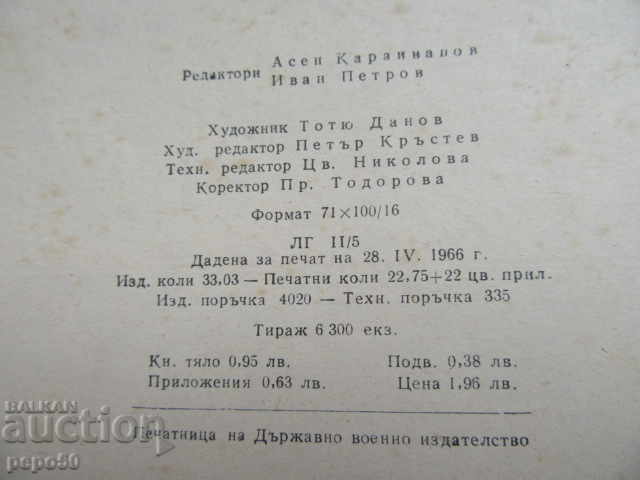 Асен Караиванов
Редактори
Иван Петров
Художник Тотю Данов
Худ. редактор Петър Кръстев
Техн. редактор Цв. Николова
Коректор Пр. Тодорова
Формат 71×100/16
ЛГ II/5
Дадена за печат на 28. IV. 1966 г.
Изд. коли 33,03 — Печатни коли 22,75+22 цв. прил.
Изд. поръчка 4020 — Техн. поръчка 335
Тираж 6 300 екз.
Кн. тяло 0,95 лв. Подв. 0,38 лв.
Приложения 0,63 лв. Цена 1,96 лв.
Печатница на Държавно военно издателство
BALKAN
auction
pepo50